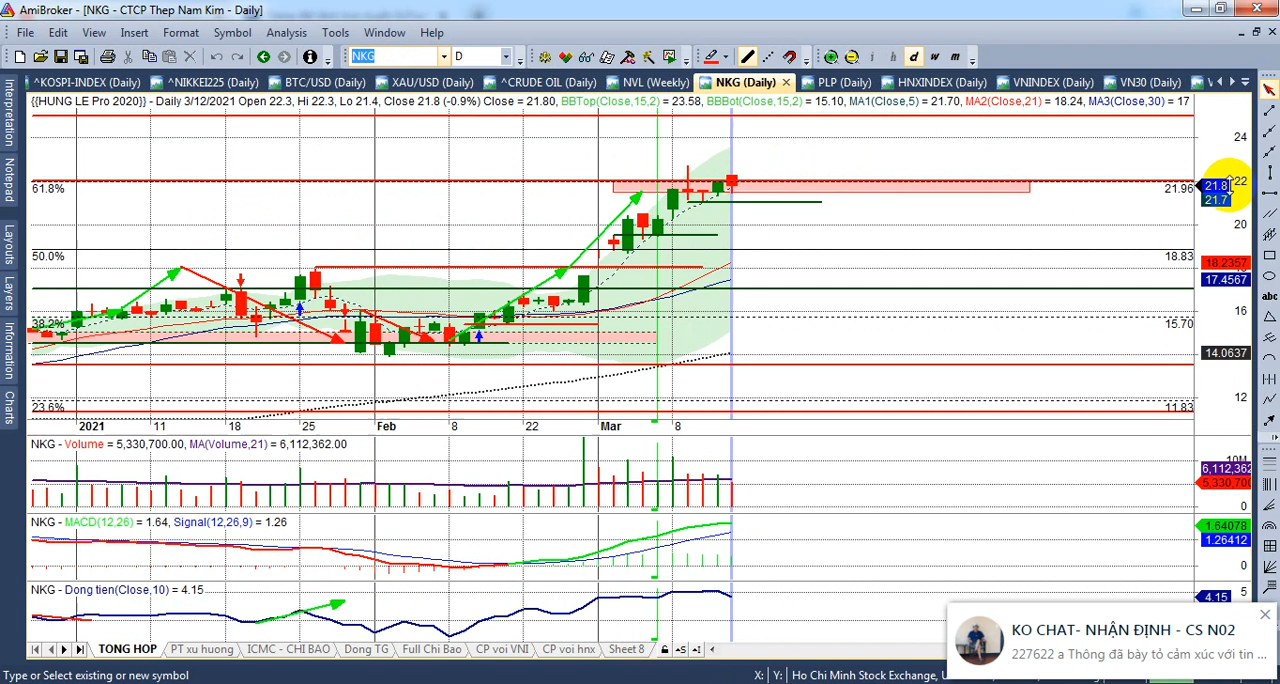 AmiBroker - [NKG - CTCP Thep Nam Kim - Daily]
File Edit View Insert Format Symbol Analysis Tools Window Help
NKG D i h d w m
^KOSPI-INDEX (Daily) ^NIKKEI225 (Daily) BTC/USD (Daily) XAU/USD (Daily) ^CRUDE OIL (Daily) NVL (Weekly) NKG (Daily) PLP (Daily) HNXINDEX (Daily) VNINDEX (Daily) VN30 (Daily) V
{{HUNG LE Pro 2020}} - Daily 3/12/2021 Open 22.3, Hi 22.3, Lo 21.4, Close 21.8 (-0.9%) Close = 21.80, BBTop(Close,15,2) = 23.58, BBBot(Close,15,2) = 15.10, MA1(Close,5) = 21.70, MA2(Close,21) = 18.24, MA3(Close,30) = 17
Interpretation
Notepad
Layouts
Layers
Information
Charts
24
22
61.8% 21.96
21.8
21.7
20
50.0% 18.83
18.2357
17.4567
16
38.2% 15.70
14.0637
12
23.6% 11.83
2021 11 18 25 Feb 8 22 Mar 8
NKG - Volume = 5,330,700.00, MA(Volume,21) = 6,112,362.00
10M
6,112,362
5,330,700
0
NKG - MACD(12,26) = 1.64, Signal(12,26,9) = 1.26
1.64078
1.26412
0
NKG - Dong tien(Close,10) = 4.15
5
4.15
abc
TONG HOP PT xu huong ICMC - CHI BAO Dong TG Full Chi Bao CP voi VNI CP voi hnx Sheet 8
KO CHAT- NHẬN ĐỊNH - CS N02
227622 a Thông đã bày tỏ cảm xúc với tin ...
Type or Select existing or new symbol X: Y: Ho Chi Minh Stock Exchange,